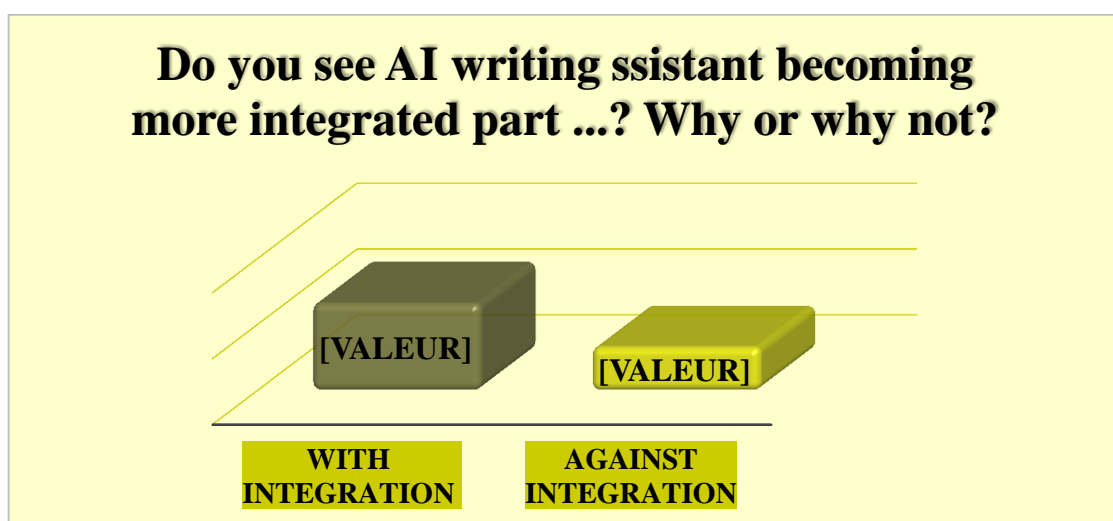 Do you see AI writing ssistant becoming
more integrated part ...? Why or why not?
[VALEUR]
[VALEUR]
WITH
INTEGRATION
AGAINST
INTEGRATION